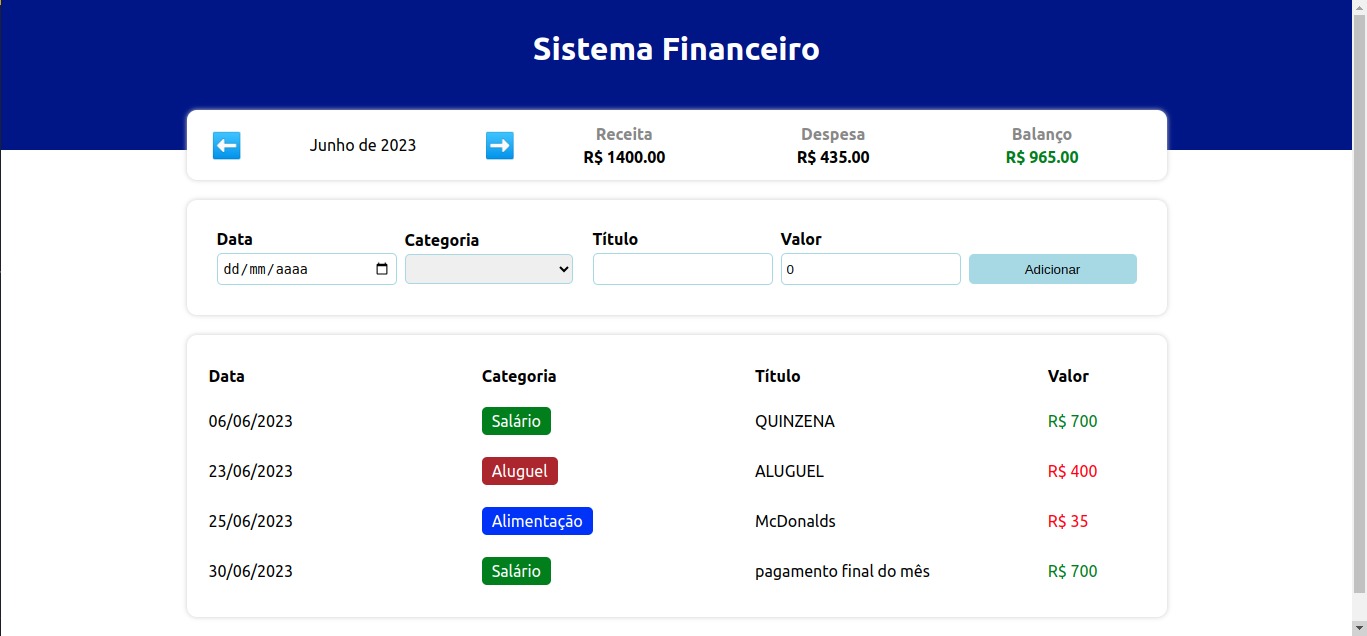 Sistema Financeiro
Junho de 2023
Receita
R$ 1400.00
Despesa
R$ 435.00
Balanço
R$ 965.00
Data
Categoria
Título
Valor
dd/mm/aaaa
0
Adicionar
Data Categoria Título Valor
06/06/2023 Salário QUINZENA R$ 700
23/06/2023 Aluguel ALUGUEL R$ 400
25/06/2023 Alimentação McDonalds R$ 35
30/06/2023 Salário pagamento final do mês R$ 700